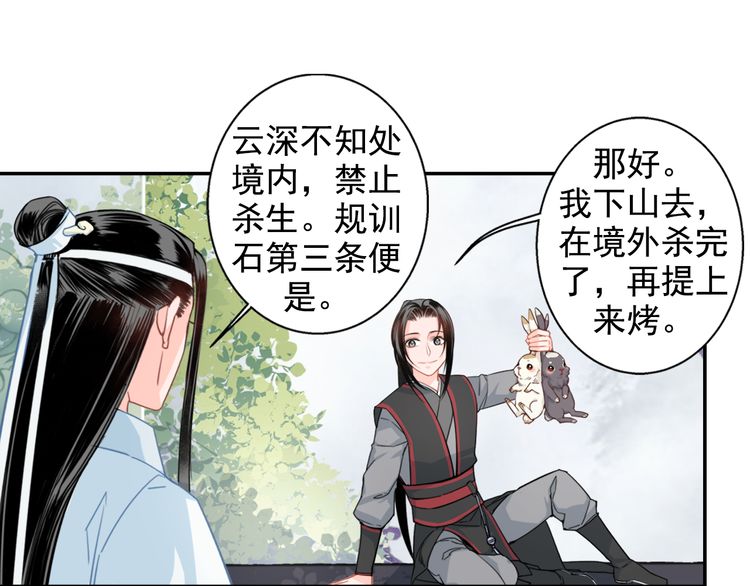 云深不知处
境内，禁止
杀生。规训
石第三条便
是。
那好。
我下山去，
在境外杀完
了，再提上
来烤。